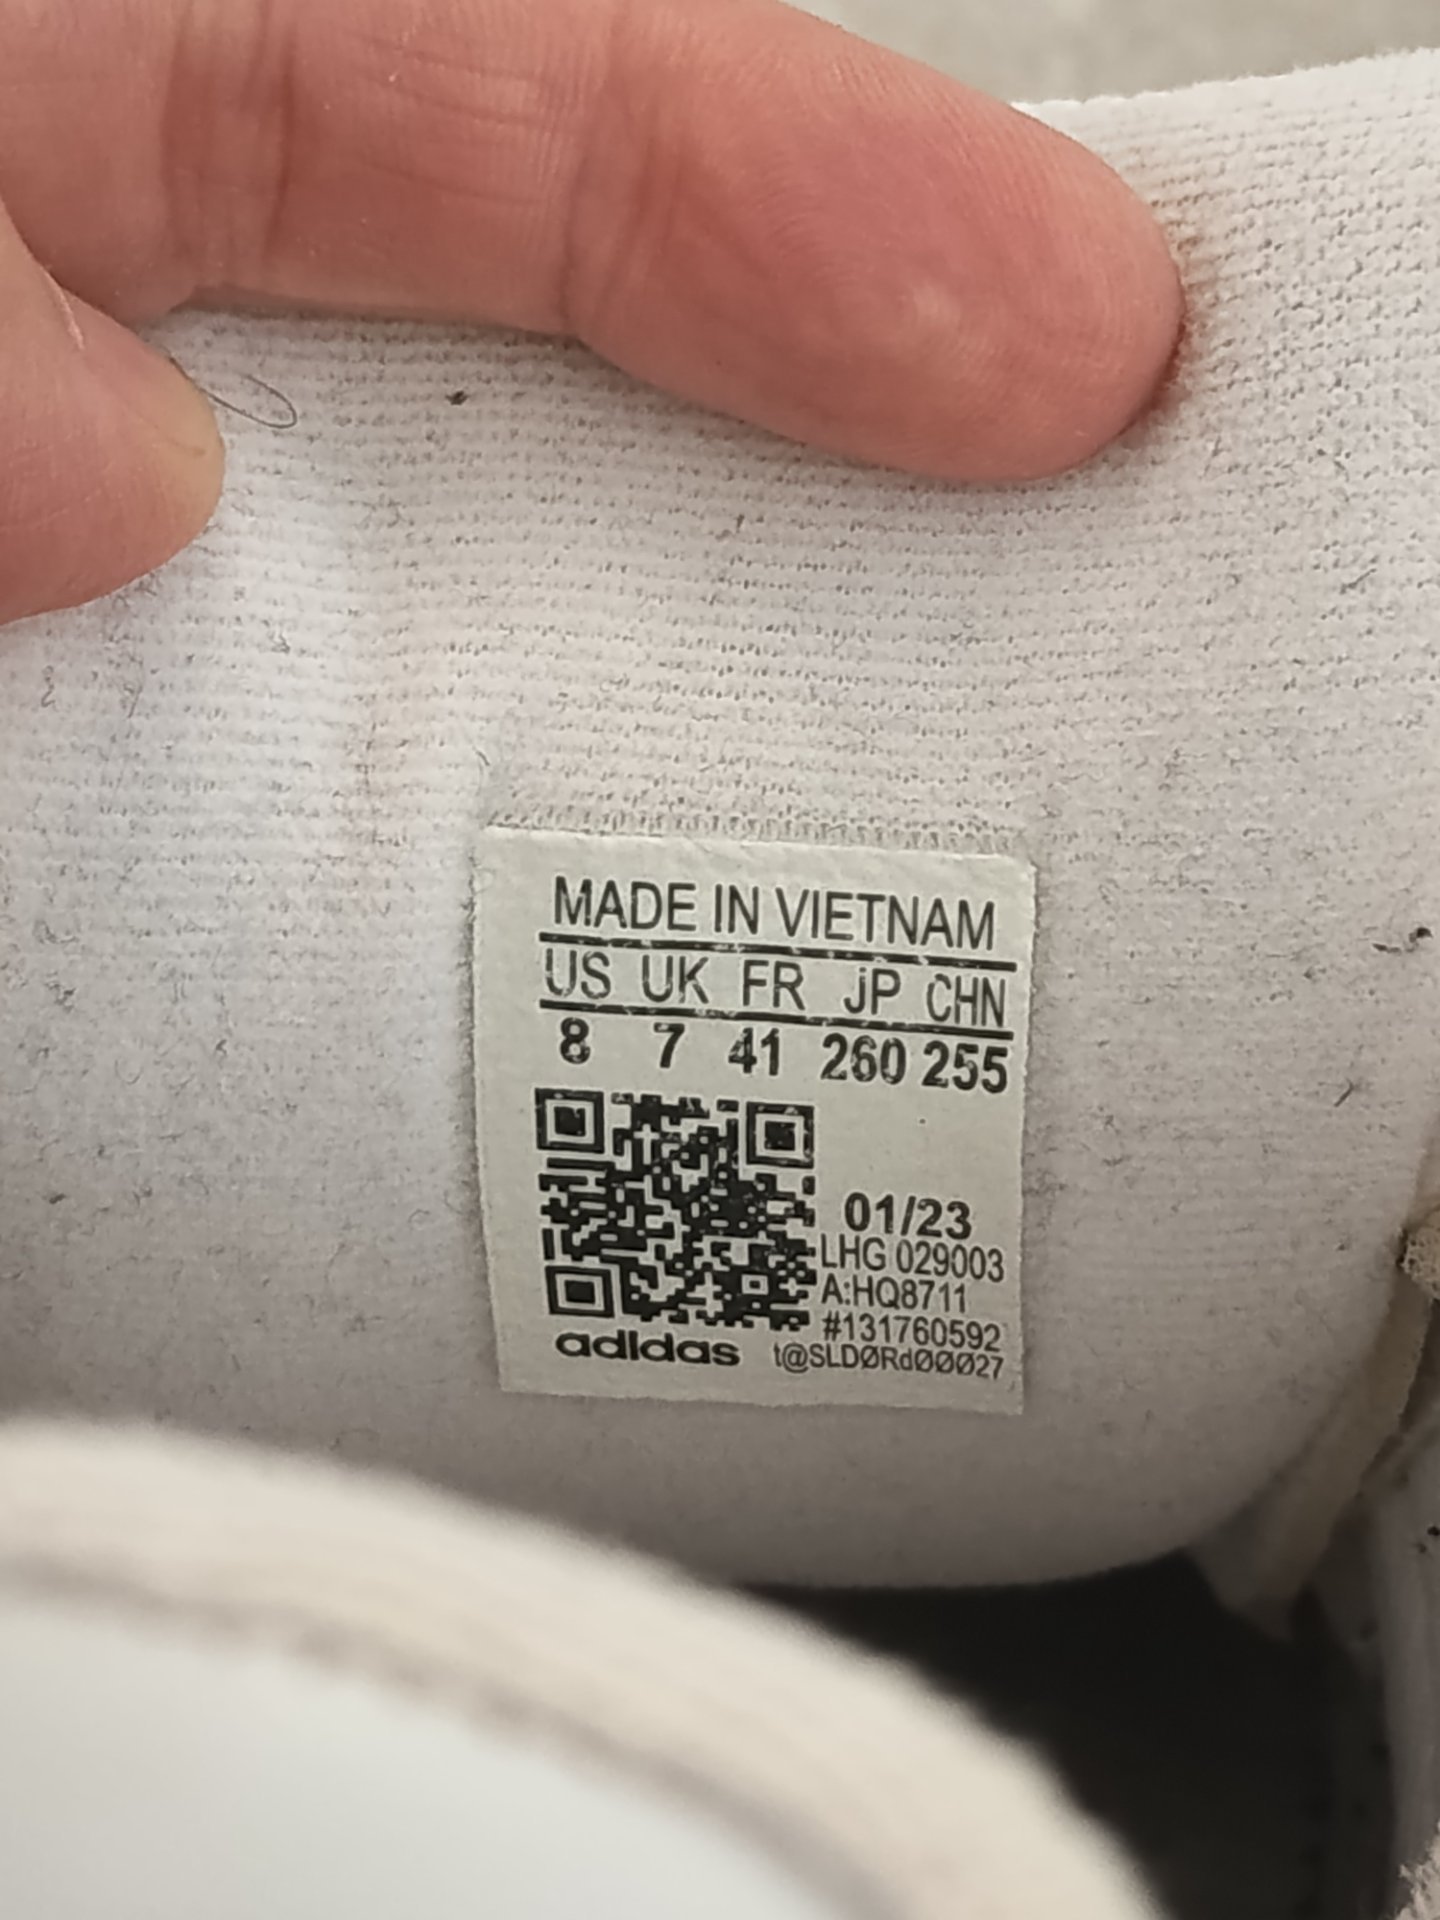 MADE IN VIETNAM
US UK FR JP CHN
8 7 41 260 255
01/23
LHG 029003
A:HQ8711
#131760592
adidas t@SLDØRdØØØ27